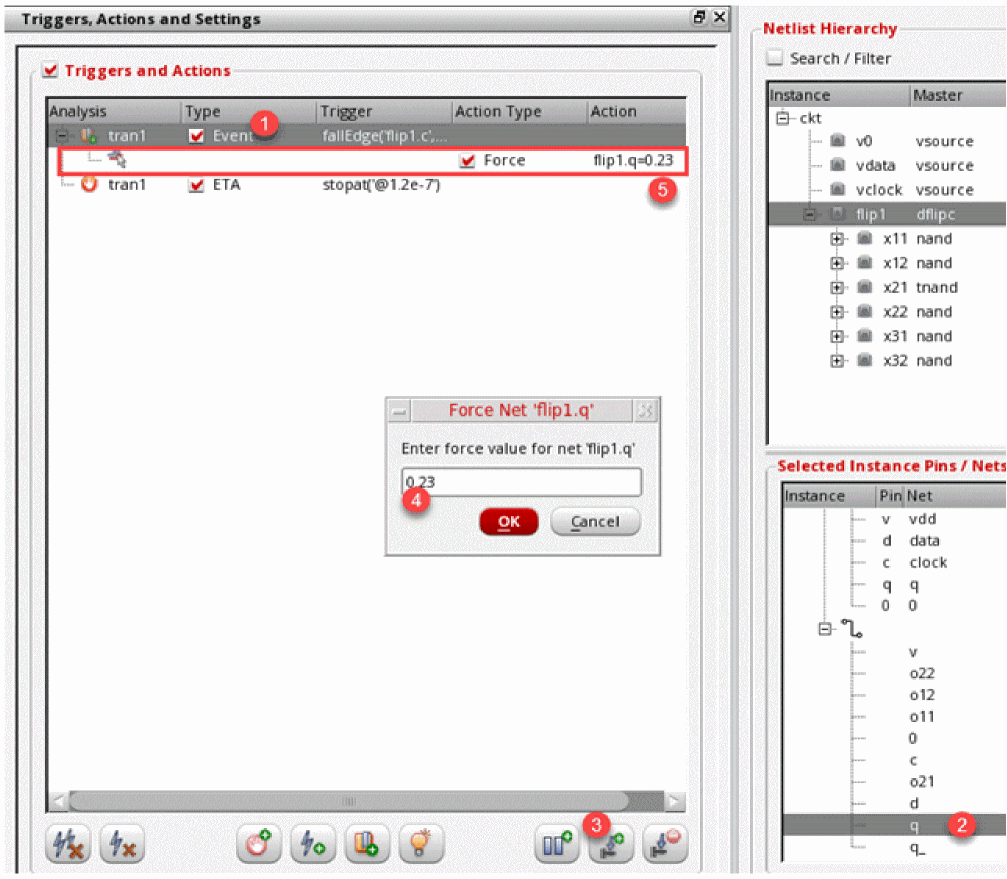 Triggers, Actions and Settings
Triggers and Actions
Analysis Type Trigger Action Type Action
1
tran1 Event fallEdge('flip1.c',...
Force flip1.q=0.23
tran1 ETA stopat('@1.2e-7')
5
Force Net 'flip1.q'
Enter force value for net 'flip1.q'
0.23
4
OK Cancel
3
Netlist Hierarchy
Search / Filter
Instance Master
ckt
v0 vsource
vdata vsource
vclock vsource
flip1 dflipc
x11 nand
x12 nand
x21 tnand
x22 nand
x31 nand
x32 nand
Selected Instance Pins / Nets
Instance Pin Net
v vdd
d data
c clock
q q
0 0
v
o22
o12
o11
0
c
o21
d
q 2
q_